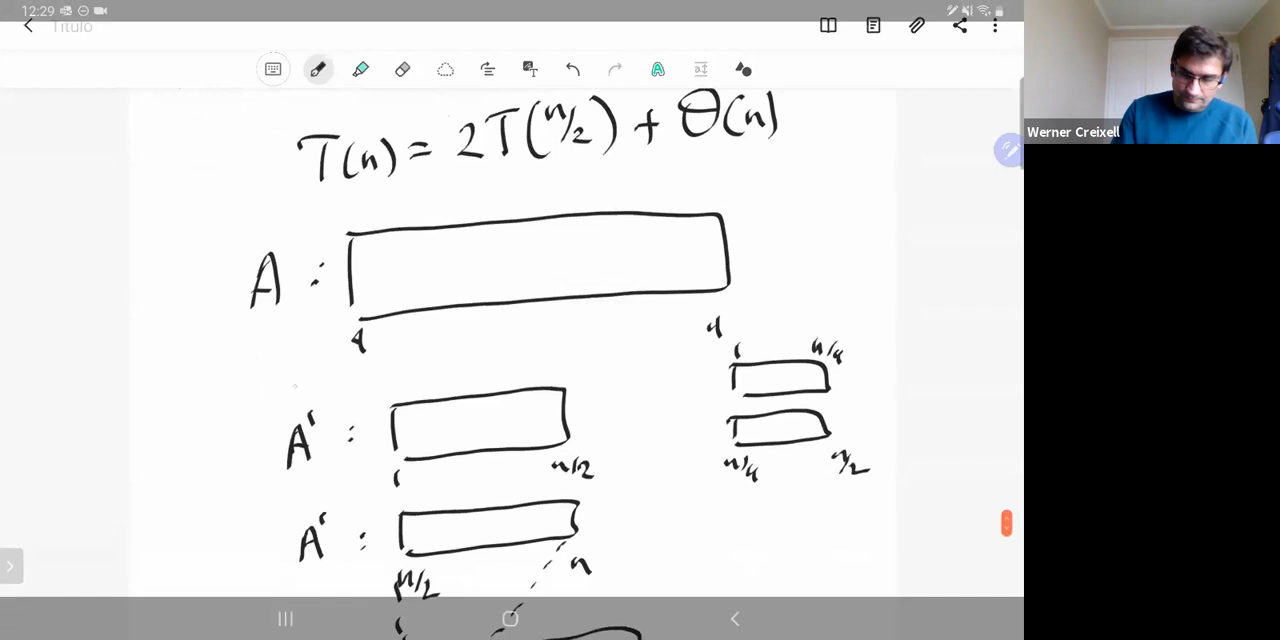 12:29
Título
Werner Creixell
T(n) = 2T(n/2) + Θ(n)
A :
1 n
1 n/4
A' :
1 n/2
n/4 n/2
A' :
n/2 n